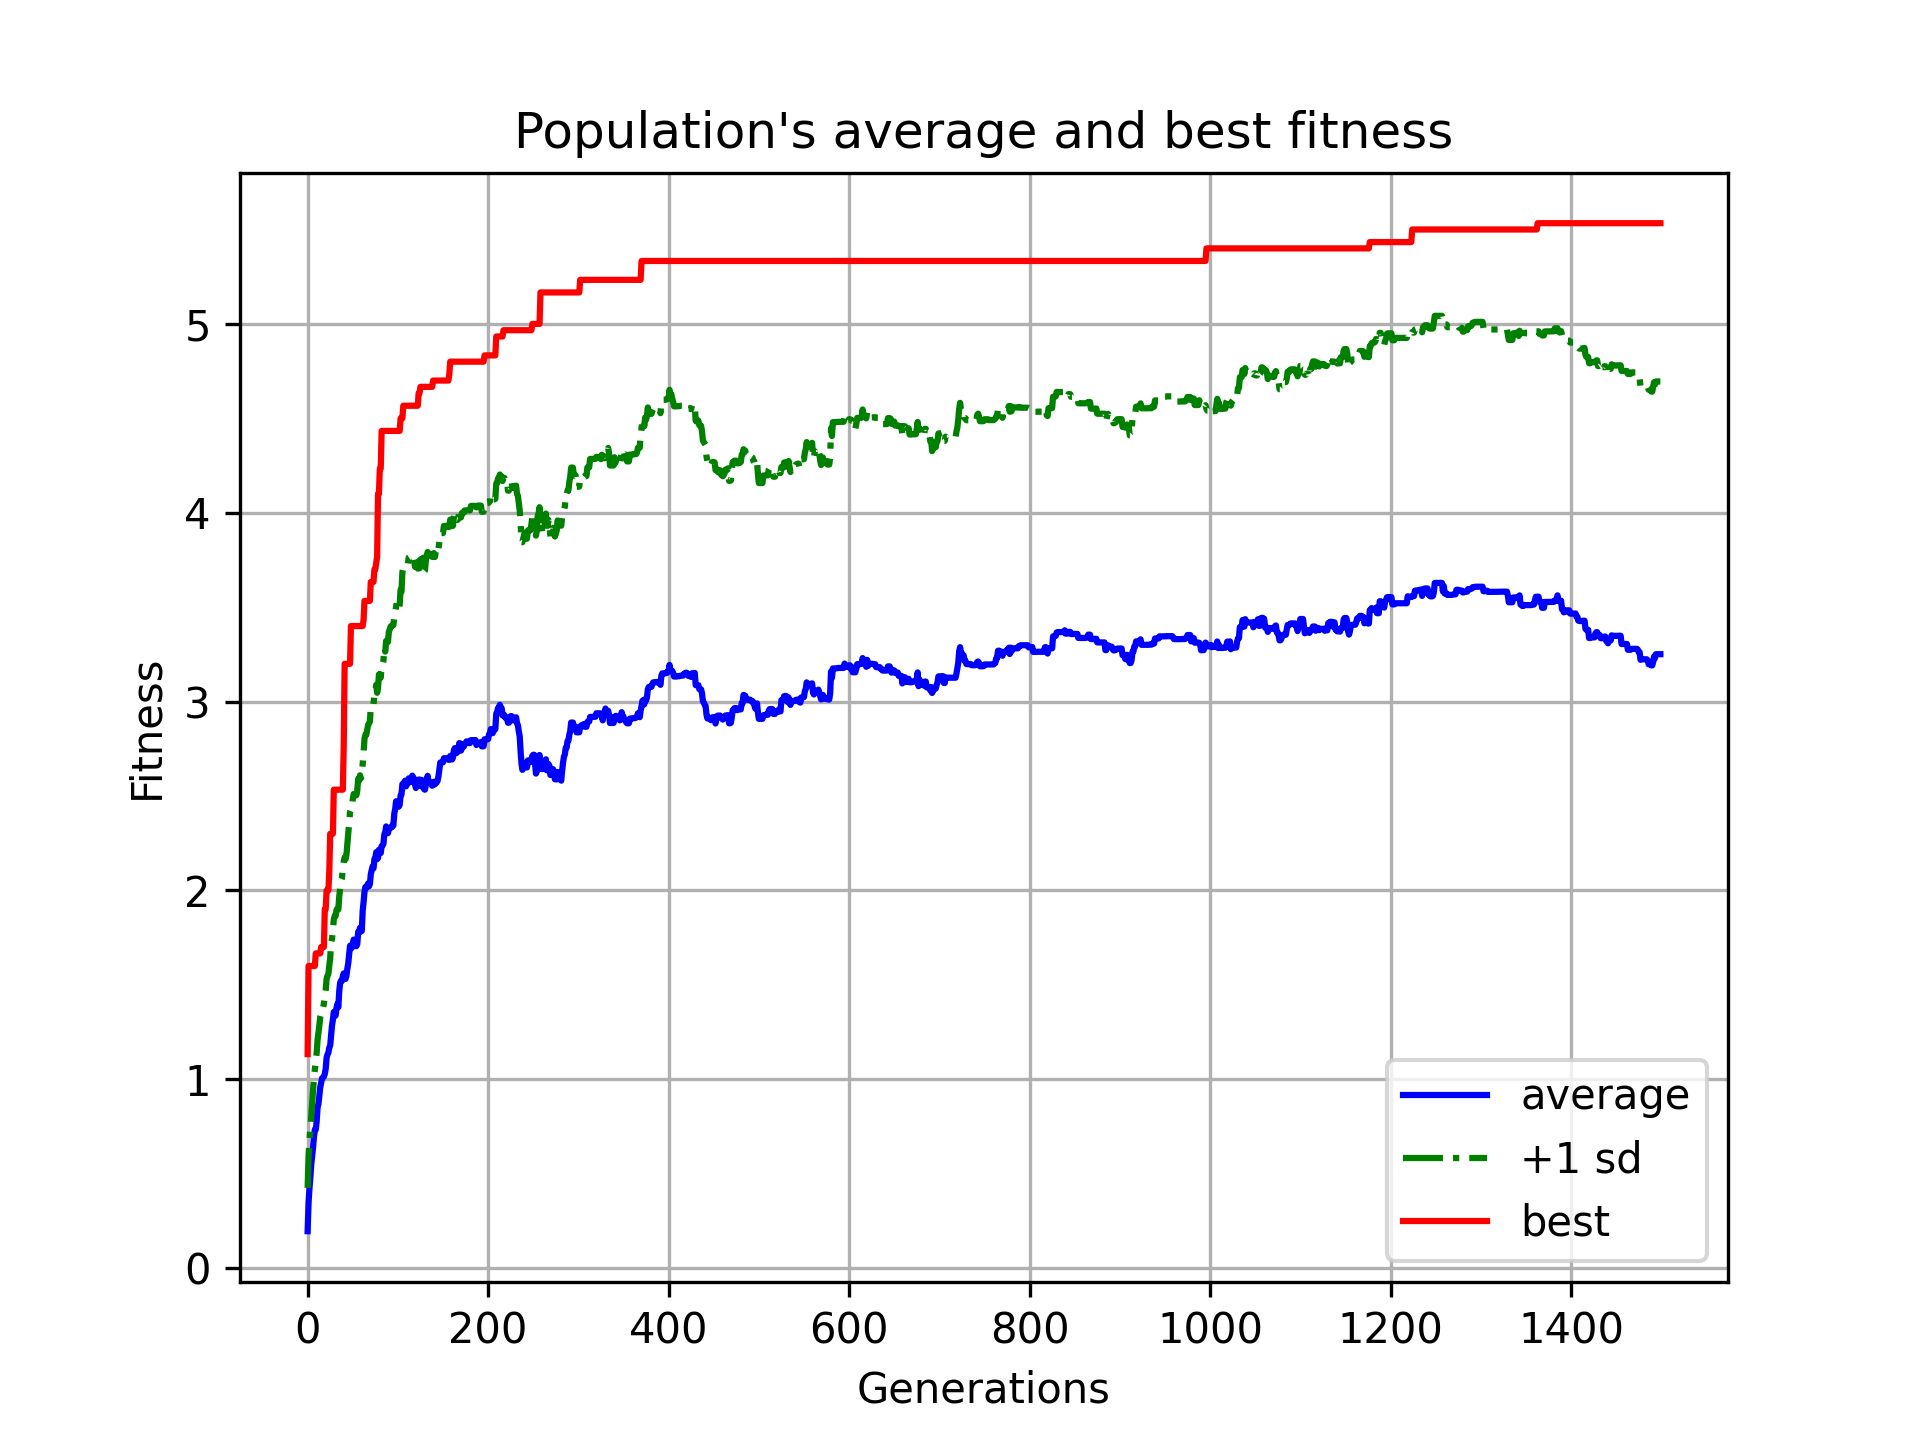 Population's average and best fitness
Fitness
5
4
3
2
1
0
average
+1 sd
best
0 200 400 600 800 1000 1200 1400
Generations